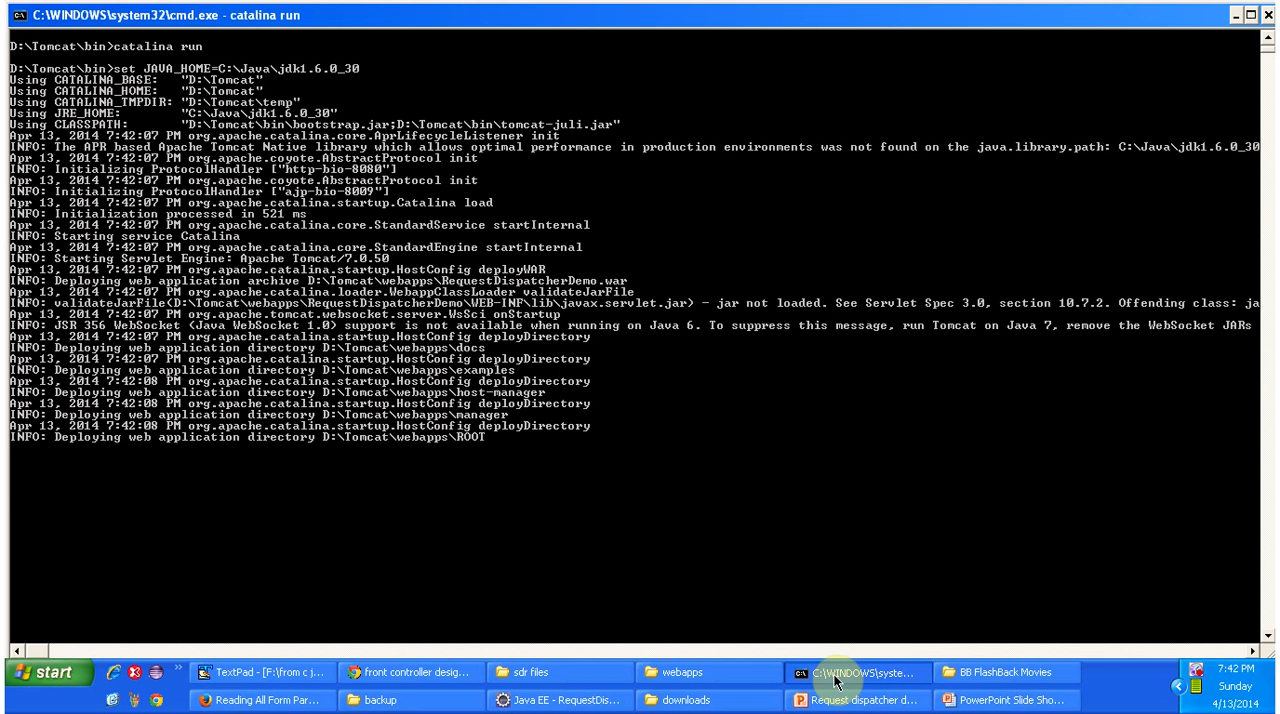 C:\WINDOWS\system32\cmd.exe - catalina run
D:\Tomcat\bin>catalina run
D:\Tomcat\bin>set JAVA_HOME=C:\Java\jdk1.6.0_30
Using CATALINA_BASE: "D:\Tomcat"
Using CATALINA_HOME: "D:\Tomcat"
Using CATALINA_TMPDIR: "D:\Tomcat\temp"
Using JRE_HOME: "C:\Java\jdk1.6.0_30"
Using CLASSPATH: "D:\Tomcat\bin\bootstrap.jar;D:\Tomcat\bin\tomcat-juli.jar"
Apr 13, 2014 7:42:07 PM org.apache.catalina.core.AprLifecycleListener init
INFO: The APR based Apache Tomcat Native library which allows optimal performance in production environments was not found on the java.library.path: C:\Java\jdk1.6.0_30
Apr 13, 2014 7:42:07 PM org.apache.coyote.AbstractProtocol init
INFO: Initializing ProtocolHandler ["http-bio-8080"]
Apr 13, 2014 7:42:07 PM org.apache.coyote.AbstractProtocol init
INFO: Initializing ProtocolHandler ["ajp-bio-8009"]
Apr 13, 2014 7:42:07 PM org.apache.catalina.startup.Catalina load
INFO: Initialization processed in 521 ms
Apr 13, 2014 7:42:07 PM org.apache.catalina.core.StandardService startInternal
INFO: Starting service Catalina
Apr 13, 2014 7:42:07 PM org.apache.catalina.core.StandardEngine startInternal
INFO: Starting Servlet Engine: Apache Tomcat/7.0.50
Apr 13, 2014 7:42:07 PM org.apache.catalina.startup.HostConfig deployWAR
INFO: Deploying web application archive D:\Tomcat\webapps\RequestDispatcherDemo.war
Apr 13, 2014 7:42:07 PM org.apache.catalina.loader.WebappClassLoader validateJarFile
INFO: validateJarFile(D:\Tomcat\webapps\RequestDispatcherDemo\WEB-INF\lib\javax.servlet.jar) - jar not loaded. See Servlet Spec 3.0, section 10.7.2. Offending class: ja
Apr 13, 2014 7:42:07 PM org.apache.tomcat.websocket.server.WsSci onStartup
INFO: JSR 356 WebSocket (Java WebSocket 1.0) support is not available when running on Java 6. To suppress this message, run Tomcat on Java 7, remove the WebSocket JARs
Apr 13, 2014 7:42:07 PM org.apache.catalina.startup.HostConfig deployDirectory
INFO: Deploying web application directory D:\Tomcat\webapps\docs
Apr 13, 2014 7:42:07 PM org.apache.catalina.startup.HostConfig deployDirectory
INFO: Deploying web application directory D:\Tomcat\webapps\examples
Apr 13, 2014 7:42:08 PM org.apache.catalina.startup.HostConfig deployDirectory
INFO: Deploying web application directory D:\Tomcat\webapps\host-manager
Apr 13, 2014 7:42:08 PM org.apache.catalina.startup.HostConfig deployDirectory
INFO: Deploying web application directory D:\Tomcat\webapps\manager
Apr 13, 2014 7:42:08 PM org.apache.catalina.startup.HostConfig deployDirectory
INFO: Deploying web application directory D:\Tomcat\webapps\ROOT
start
TextPad - [F:\from c j...
front controller desig...
sdr files
webapps
C:\WINDOWS\syste...
BB FlashBack Movies
7:42 PM
Reading All Form Par...
backup
Java EE - RequestDis...
downloads
Request dispatcher d...
PowerPoint Slide Sho...
Sunday
4/13/2014